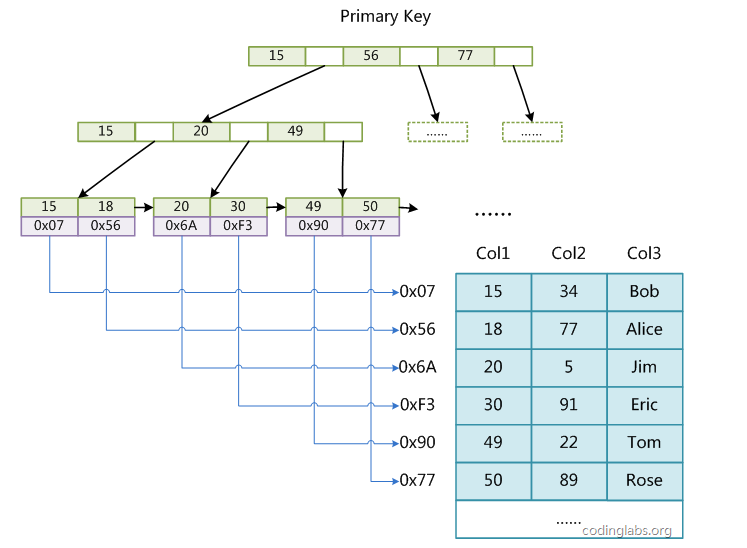 Primary Key
15 56 77
15 20 49 ...... ......
15 18 20 30 49 50
0x07 0x56 0x6A 0xF3 0x90 0x77
......
Col1 Col2 Col3
0x07 15 34 Bob
0x56 18 77 Alice
0x6A 20 5 Jim
0xF3 30 91 Eric
0x90 49 22 Tom
0x77 50 89 Rose
......
codinglabs.org